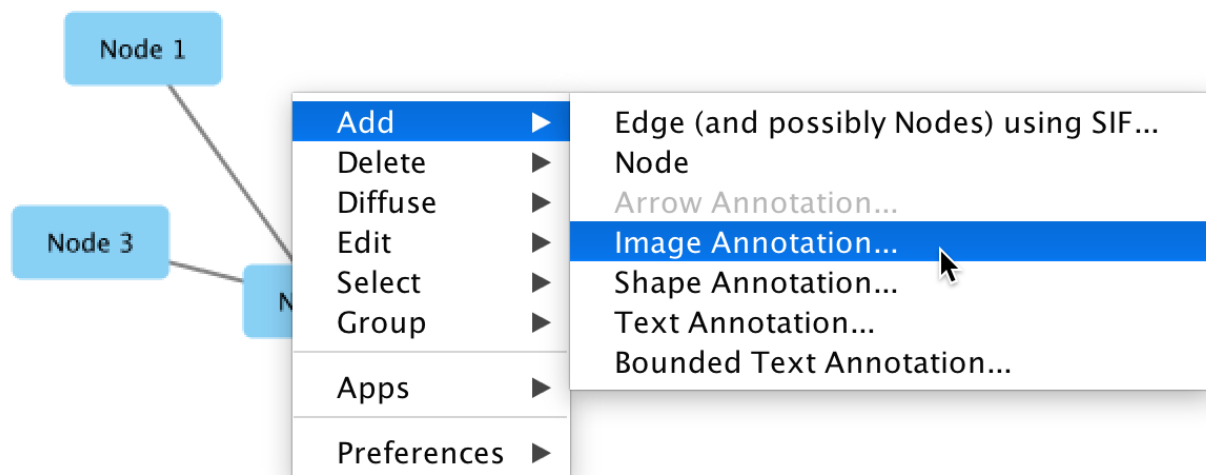 Node 1
Node 3
N
Add
Delete
Diffuse
Edit
Select
Group
Apps
Preferences
Edge (and possibly Nodes) using SIF...
Node
Arrow Annotation...
Image Annotation...
Shape Annotation...
Text Annotation...
Bounded Text Annotation...